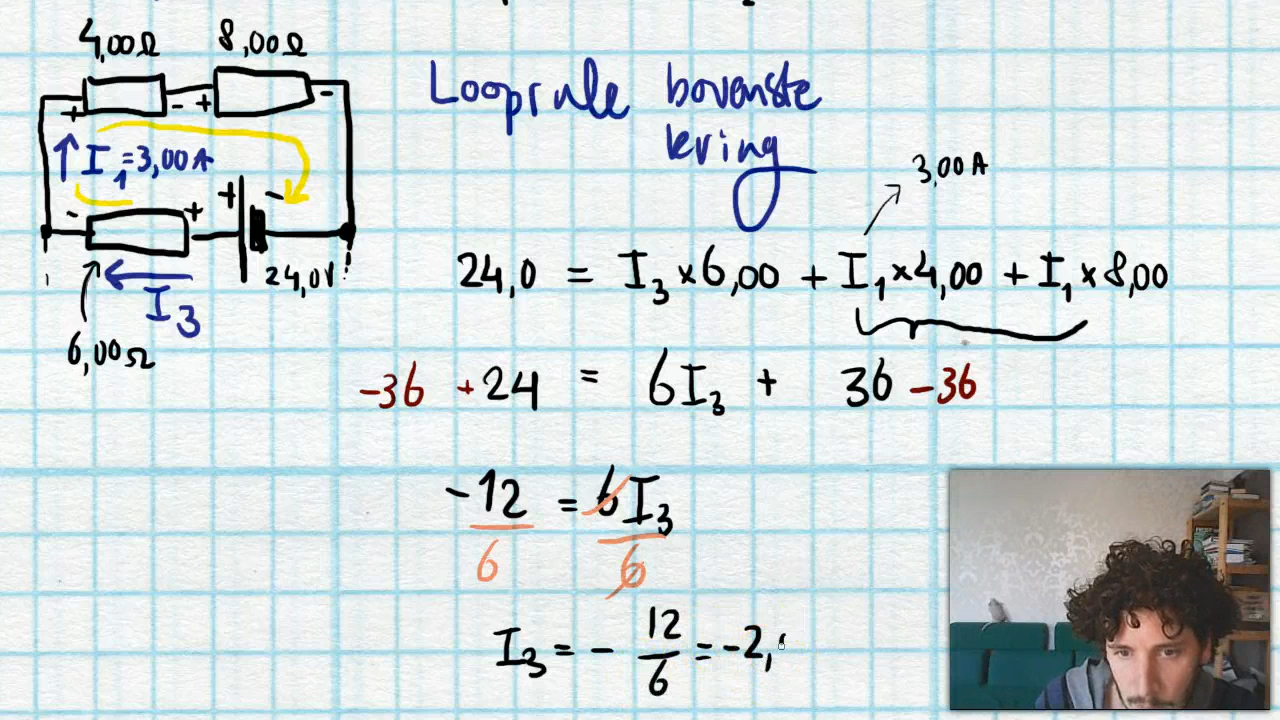 4,00Ω 8,00Ω
+ - + -
I₁=3,00A
- + + -
24,0V
I₃
6,00Ω
Looprule bovenste
kring
3,00A
24,0 = I₃×6,00 + I₁×4,00 + I₁×8,00
-36 +24 = 6I₃ + 36 -36
-12 = 6I₃
6 6
I₃ = - 12/6 = -2,